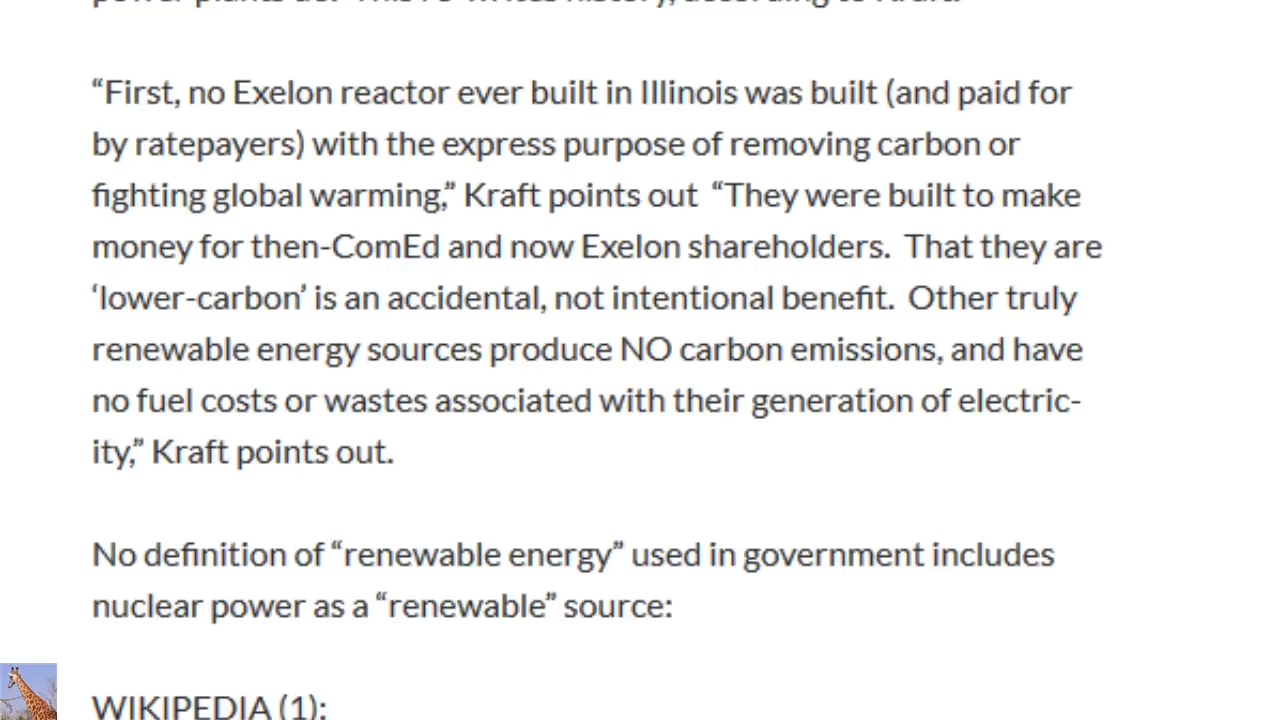 “First, no Exelon reactor ever built in Illinois was built (and paid for
by ratepayers) with the express purpose of removing carbon or
fighting global warming,” Kraft points out  “They were built to make
money for then-ComEd and now Exelon shareholders.  That they are
‘lower-carbon’ is an accidental, not intentional benefit.  Other truly
renewable energy sources produce NO carbon emissions, and have
no fuel costs or wastes associated with their generation of electric-
ity,” Kraft points out.
No definition of “renewable energy” used in government includes
nuclear power as a “renewable” source:
WIKIPEDIA (1):